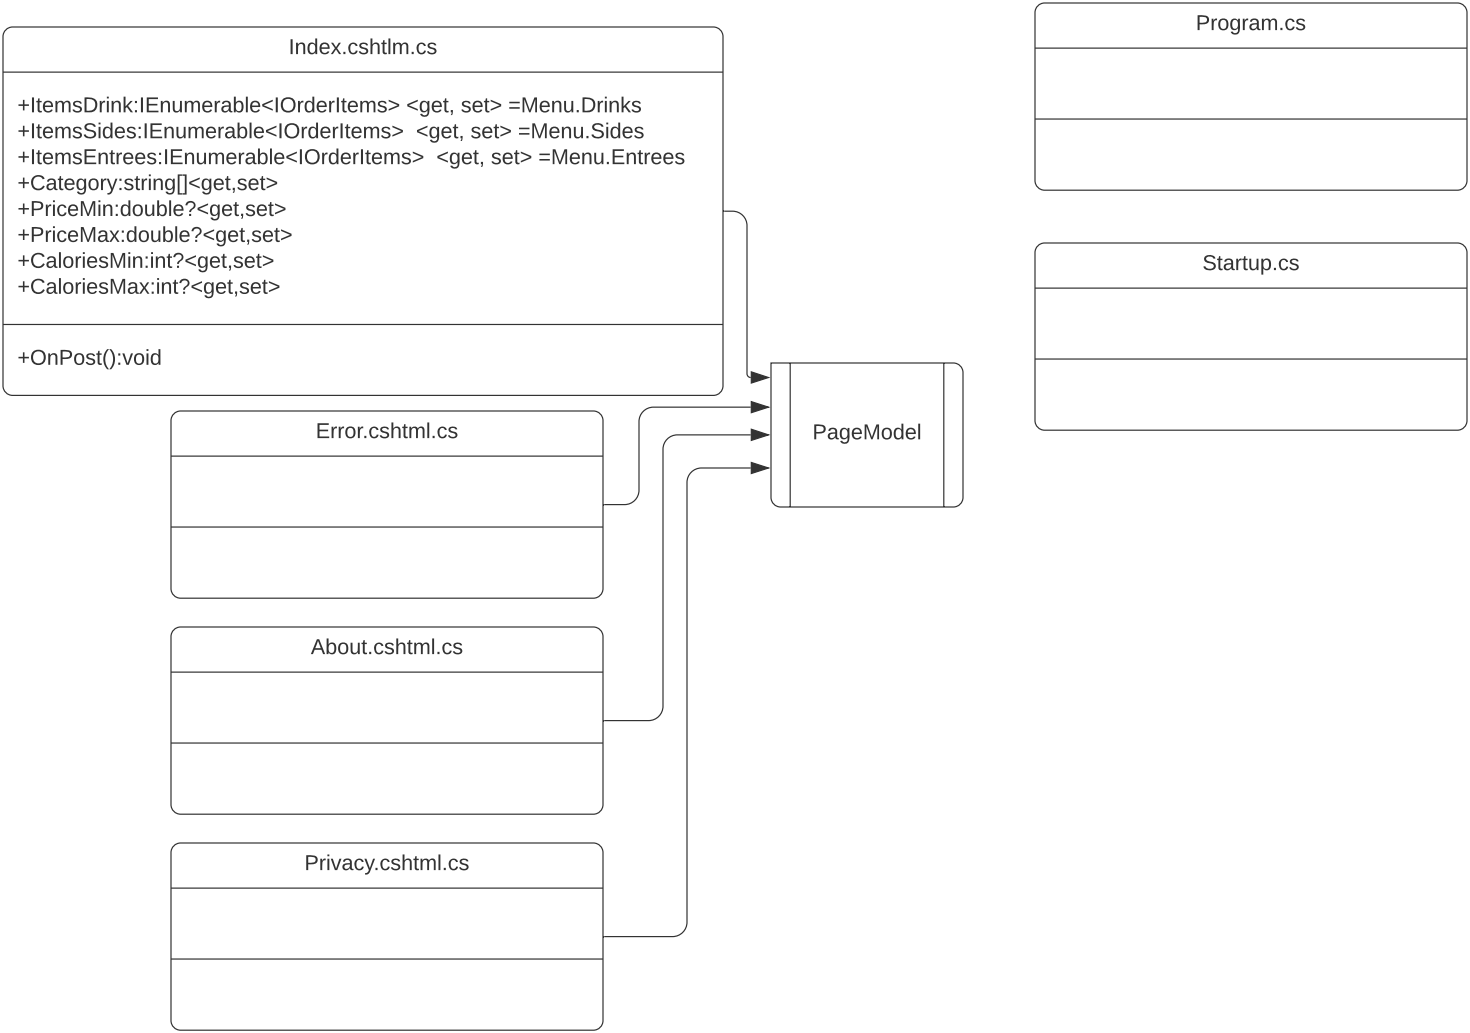 Index.cshtlm.cs
+ItemsDrink:IEnumerable<IOrderItems> <get, set> =Menu.Drinks
+ItemsSides:IEnumerable<IOrderItems>  <get, set> =Menu.Sides
+ItemsEntrees:IEnumerable<IOrderItems>  <get, set> =Menu.Entrees
+Category:string[]<get,set>
+PriceMin:double?<get,set>
+PriceMax:double?<get,set>
+CaloriesMin:int?<get,set>
+CaloriesMax:int?<get,set>
+OnPost():void
Error.cshtml.cs
About.cshtml.cs
Privacy.cshtml.cs
PageModel
Program.cs
Startup.cs